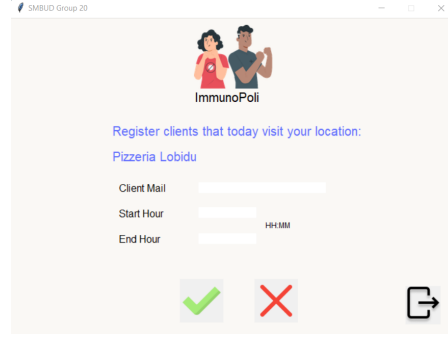 SMBUD Group 20
ImmunoPoli
Register clients that today visit your location:
Pizzeria Lobidu
Client Mail
Start Hour
HH:MM
End Hour